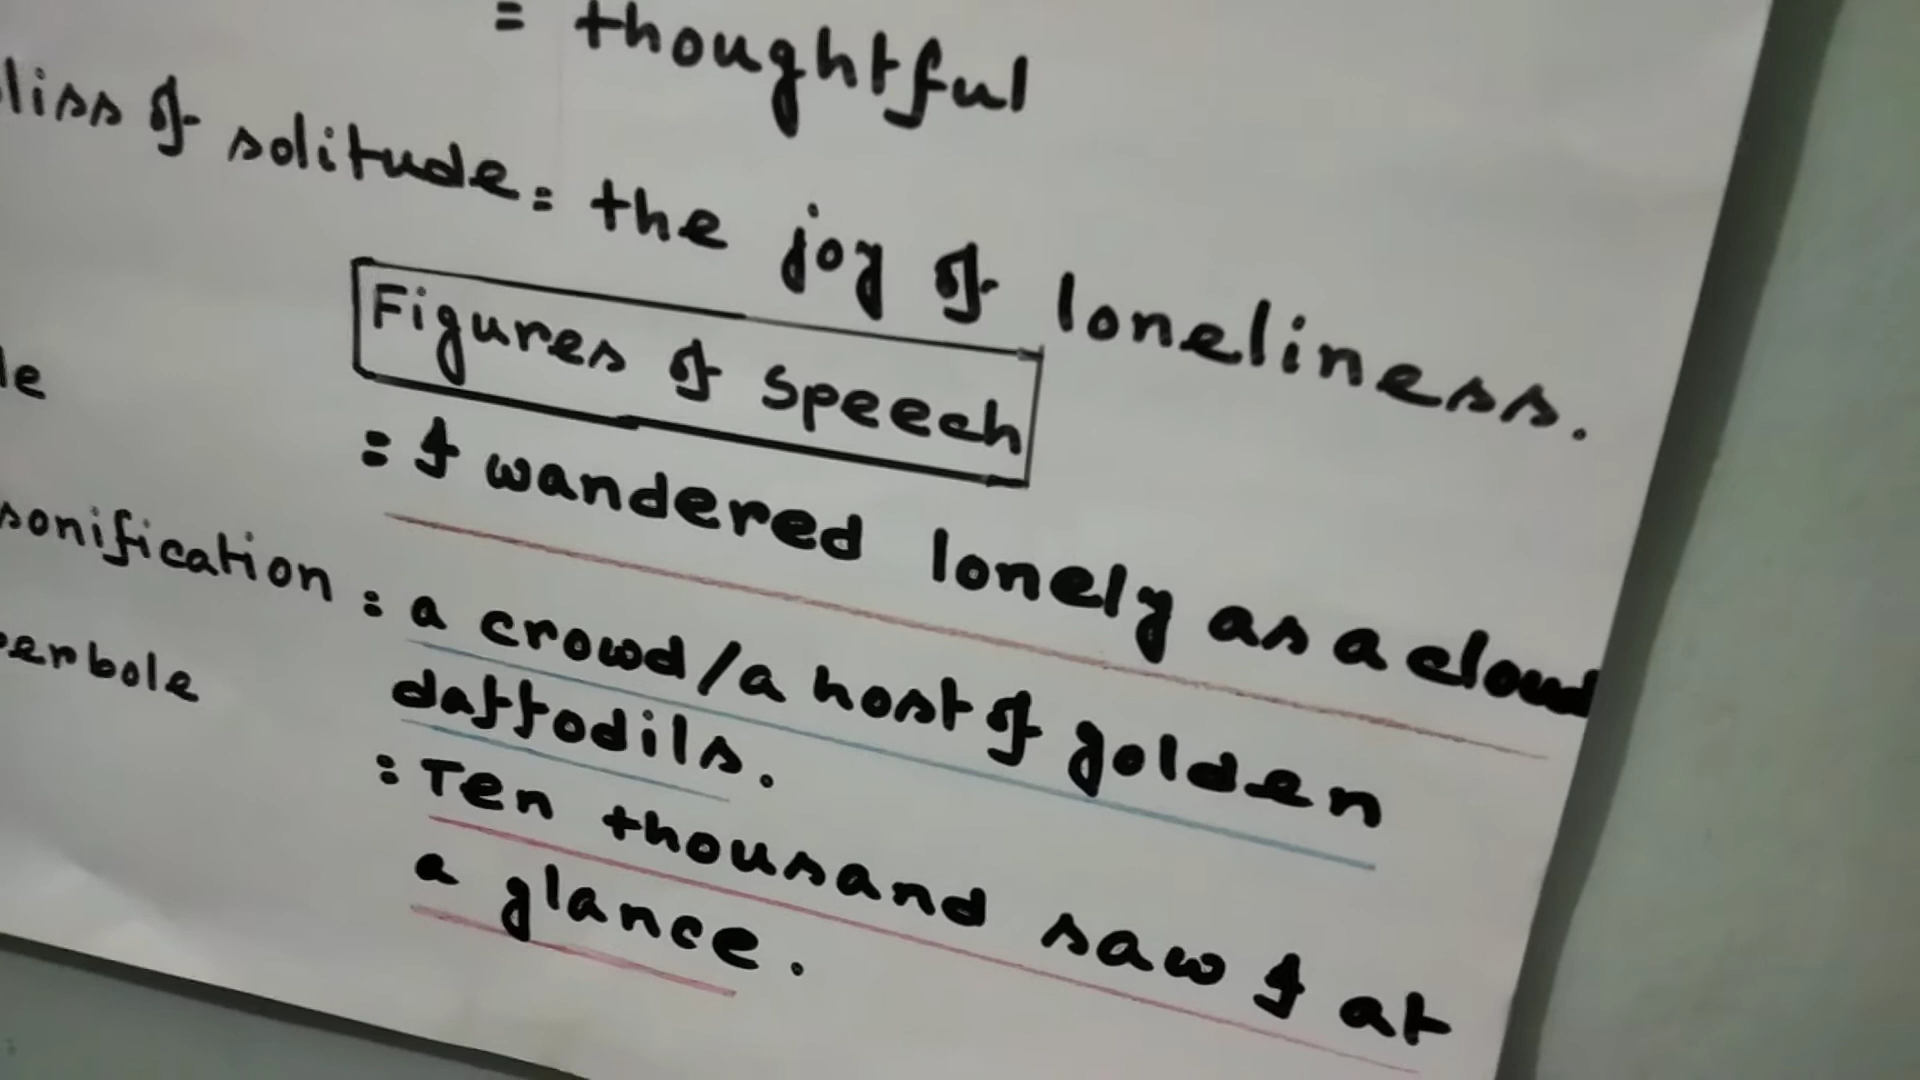 = thoughtful
liss of solitude = the joy of loneliness.
Figures of Speech
le = I wandered lonely as a cloud
sonification : a crowd/a host of golden
daffodils.
erbole : Ten thousand saw I at
a glance.